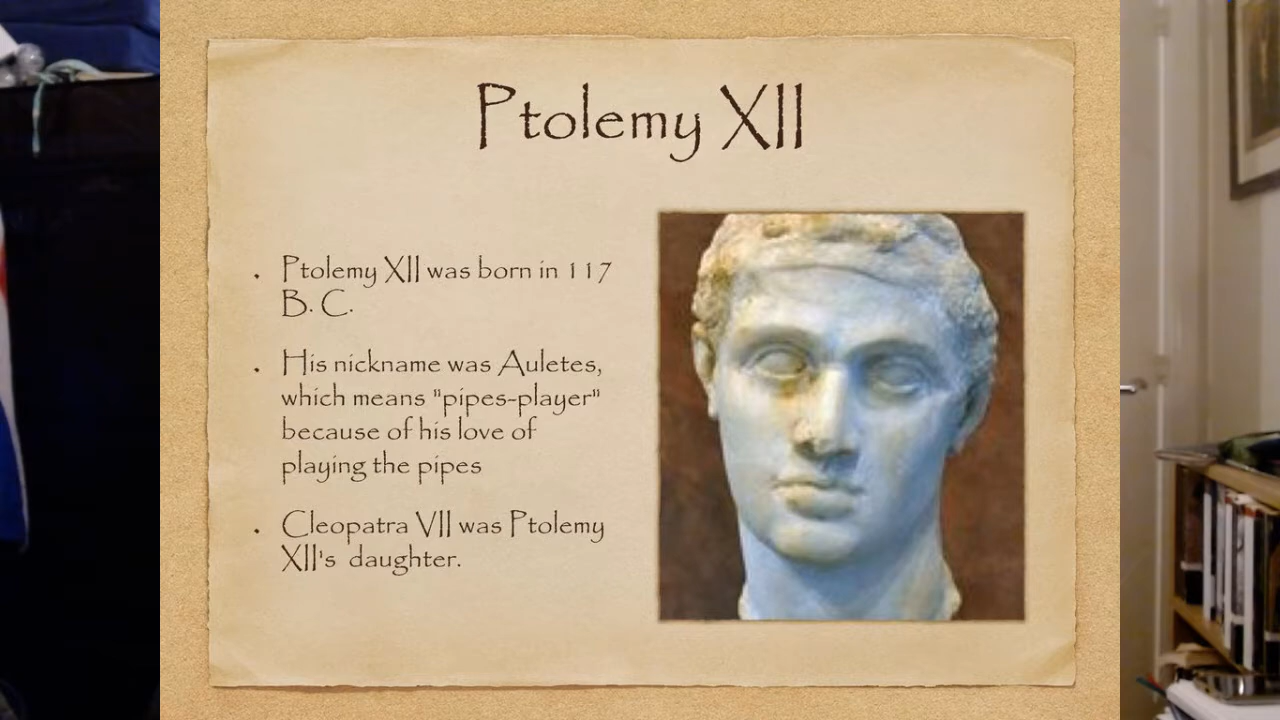 Ptolemy XII
• Ptolemy XII was born in 117
B. C.
• His nickname was Auletes,
which means "pipes-player"
because of his love of
playing the pipes
• Cleopatra VII was Ptolemy
XII's daughter.